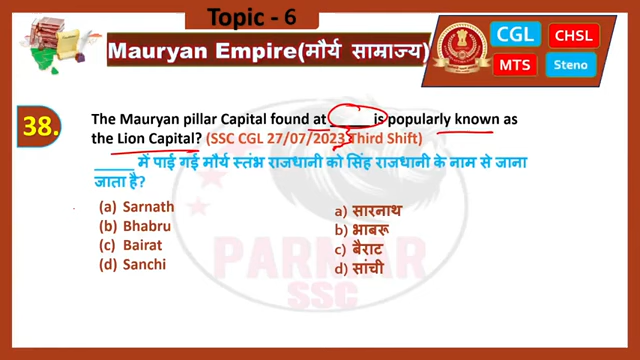 Topic - 6
Mauryan Empire(मौर्य साम्राज्य)
CGL
CHSL
MTS
Steno
38.
The Mauryan pillar Capital found at _____ is popularly known as
the Lion Capital? (SSC CGL 27/07/2023 Third Shift)
_____ में पाई गई मौर्य स्तंभ राजधानी को सिंह राजधानी के नाम से जाना
जाता है?
(a) Sarnath
(b) Bhabru
(c) Bairat
(d) Sanchi
a) सारनाथ
b) भाबरू
c) बैराट
d) सांची
PARMAR
SSC